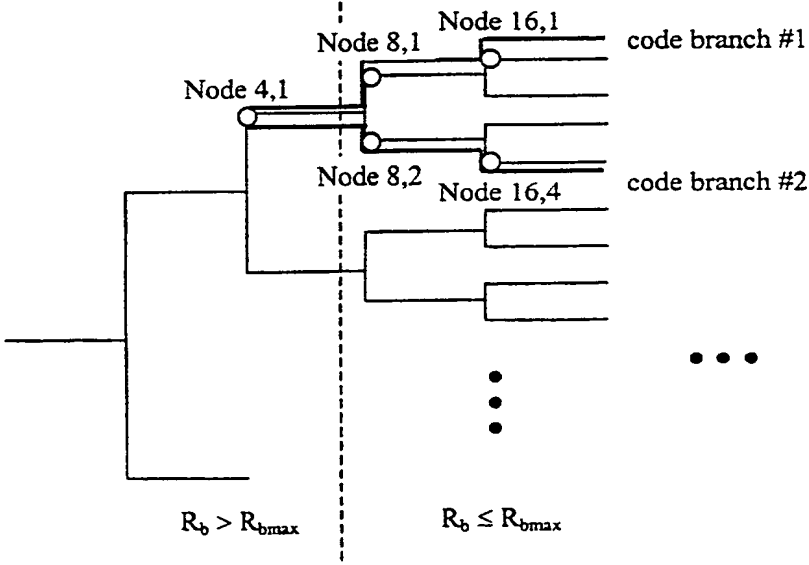 Node 16,1
code branch #1
Node 8,1
Node 4,1
Node 8,2
code branch #2
Node 16,4
R_b > R_bmax
R_b ≤ R_bmax